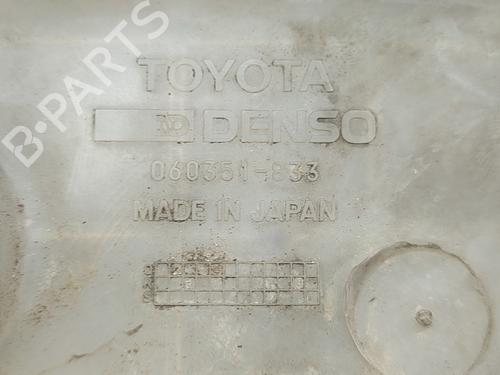 TOYOTA
DENSO
060351-833
MADE IN JAPAN
B-PARTS